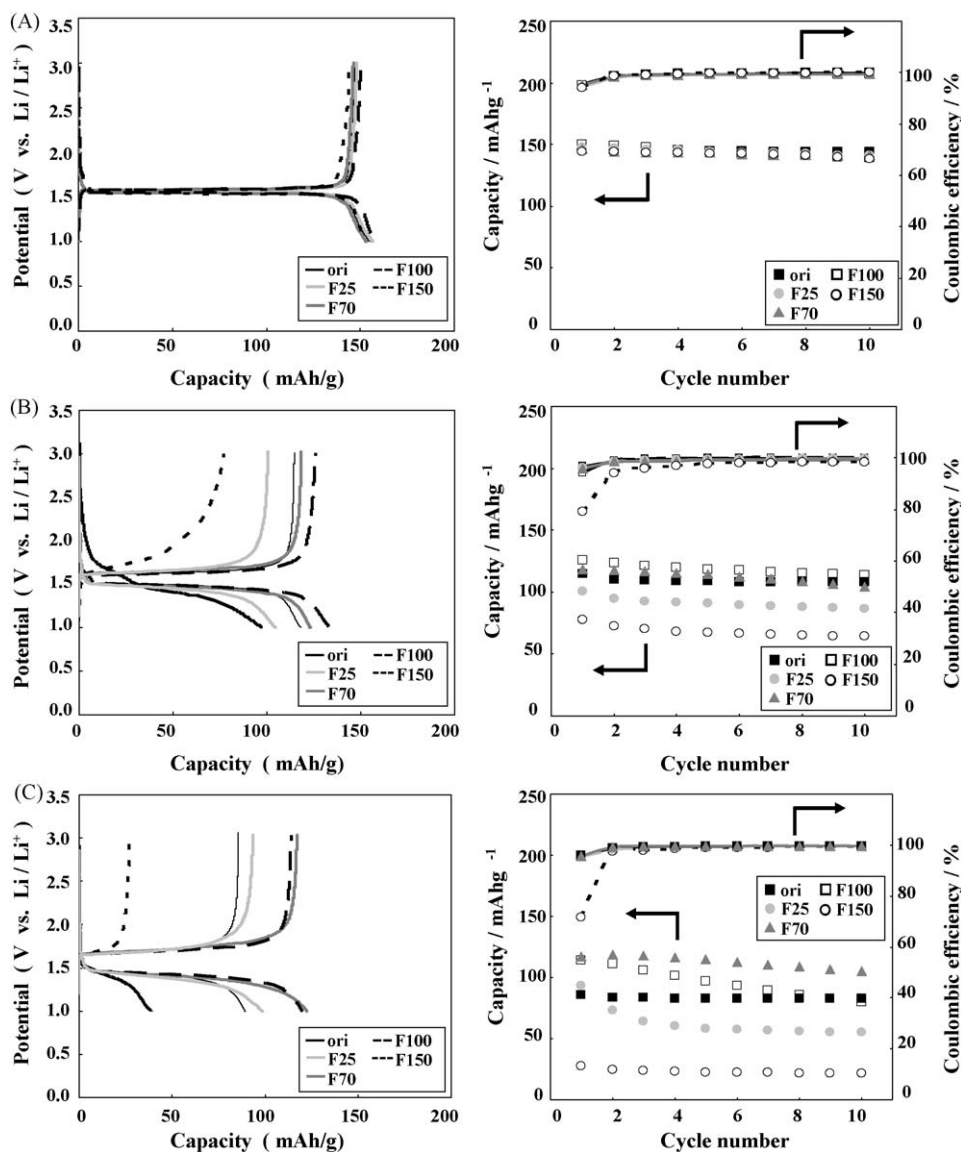 (A)
3.5
3.0
2.5
2.0
1.5
1.0
0.0
Potential ( V vs. Li / Li⁺)
0 50 100 150 200
Capacity ( mAh/g)
ori F100
F25 F150
F70
250
200
150
100
50
0
Capacity / mAhg⁻¹
0 2 4 6 8 10
Cycle number
100
80
60
40
20
0
Coulombic efficiency / %
ori F100
F25 F150
F70
(B)
3.5
3.0
2.5
2.0
1.5
1.0
0.0
Potential ( V vs. Li / Li⁺)
0 50 100 150 200
Capacity ( mAh/g)
ori F100
F25 F150
F70
250
200
150
100
50
0
Capacity / mAhg⁻¹
0 2 4 6 8 10
Cycle number
100
80
60
40
20
0
Coulombic efficiency / %
ori F100
F25 F150
F70
(C)
3.5
3.0
2.5
2.0
1.5
1.0
0.0
Potential ( V vs. Li / Li⁺)
0 50 100 150 200
Capacity ( mAh/g)
ori F100
F25 F150
F70
250
200
150
100
50
0
Capacity / mAhg⁻¹
0 2 4 6 8 10
Cycle number
100
80
60
40
20
0
Coulombic efficiency / %
ori F100
F25 F150
F70